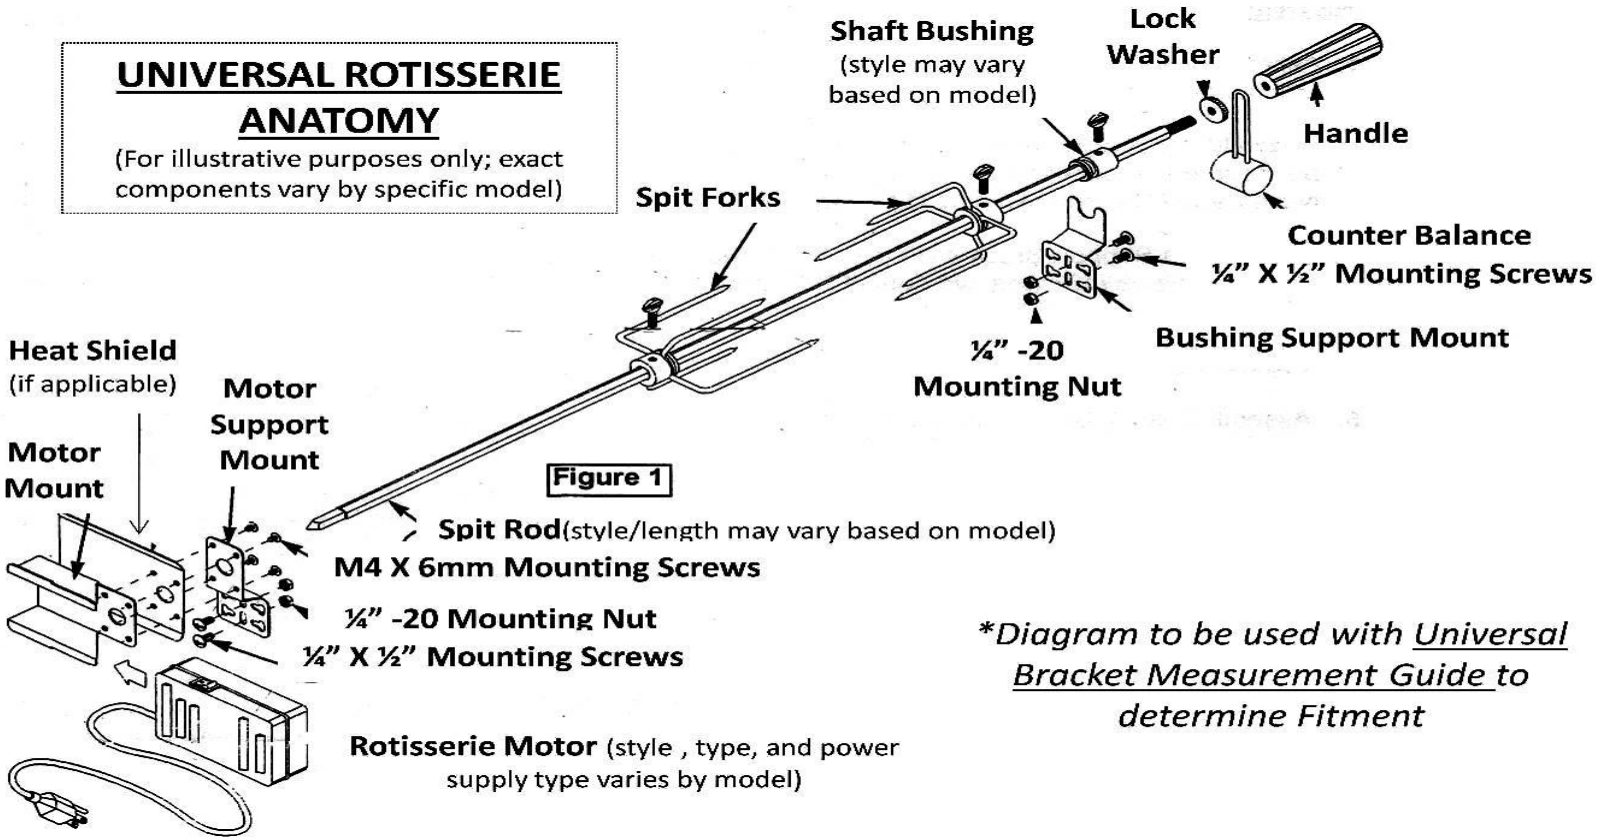 UNIVERSAL ROTISSERIE
ANATOMY
(For illustrative purposes only; exact
components vary by specific model)
Shaft Bushing
(style may vary
based on model)
Lock
Washer
Handle
Spit Forks
Counter Balance
¼” X ½” Mounting Screws
Bushing Support Mount
¼” -20
Mounting Nut
Heat Shield
(if applicable)
Motor
Support
Mount
Motor
Mount
Figure 1
Spit Rod(style/length may vary based on model)
M4 X 6mm Mounting Screws
¼” -20 Mounting Nut
¼” X ½” Mounting Screws
Rotisserie Motor (style , type, and power
supply type varies by model)
*Diagram to be used with Universal
Bracket Measurement Guide to
determine Fitment